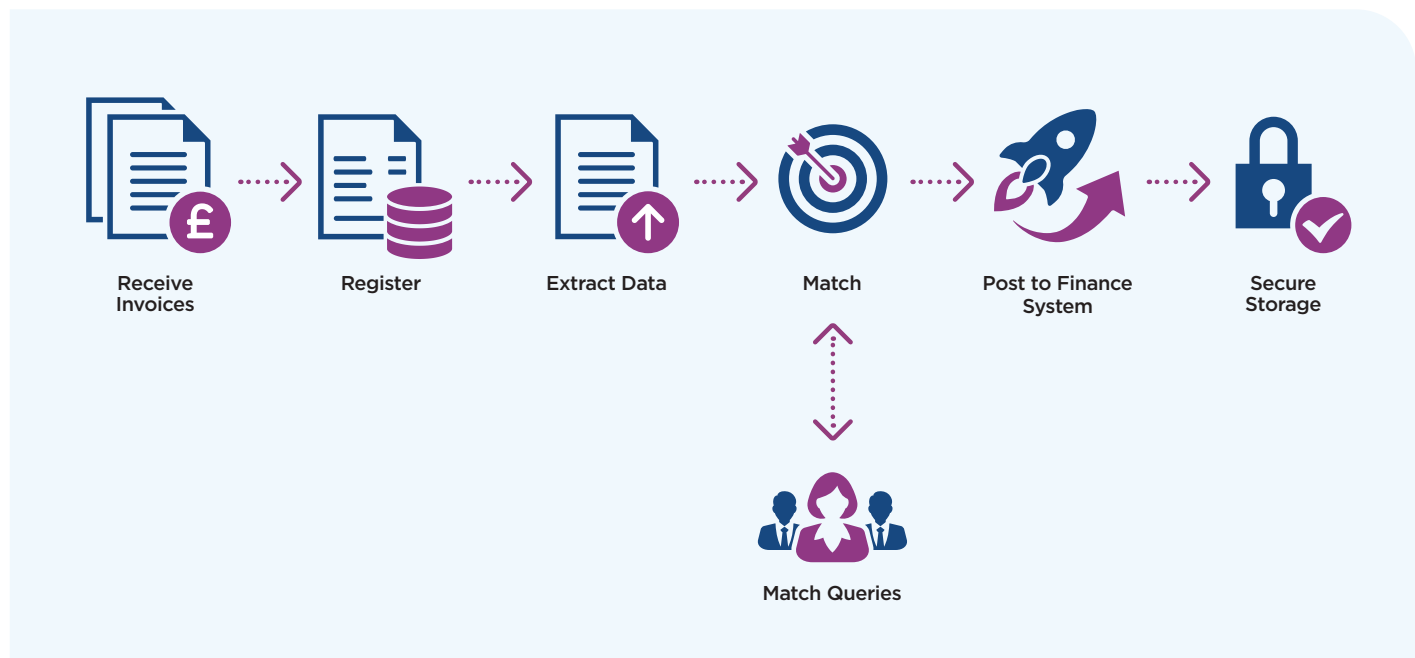 £
Receive
Invoices
Register
Extract Data
Match
Post to Finance
System
Secure
Storage
Match Queries